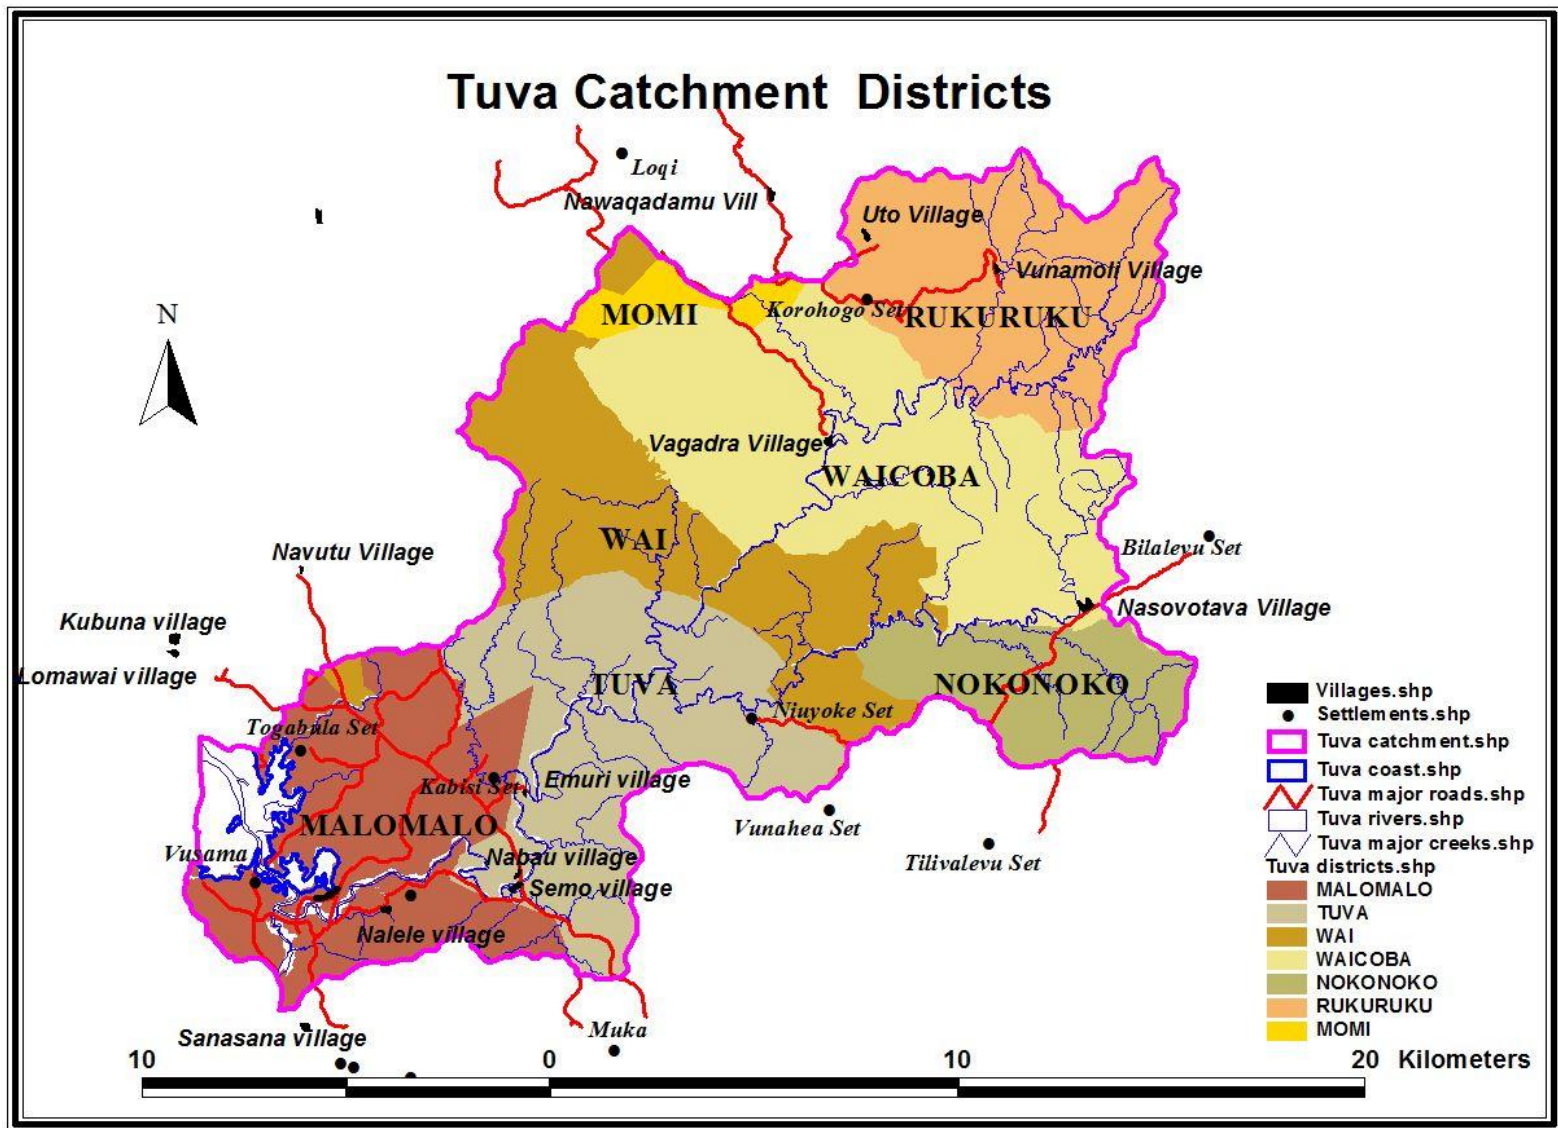 Tuva Catchment Districts
Loqi
Nawaqadamu Vill
Uto Village
Vunamoli Village
N
MOMI
Korohogo Set
RUKURUKU
Vagadra Village
WAICOBA
WAI
Bilalevu Set
Navutu Village
Nasovotava Village
Kubuna village
Lomawai village
TUVA
NOKONOKO
Niuyoke Set
Togabula Set
Kabisi Set
Emuri village
MALOMALO
Vunahea Set
Vusama
Nabau village
Tilivalevu Set
Semo village
Nalele village
Sanasana village
Muka
Villages.shp
Settlements.shp
Tuva catchment.shp
Tuva coast.shp
Tuva major roads.shp
Tuva rivers.shp
Tuva major creeks.shp
Tuva districts.shp
MALOMALO
TUVA
WAI
WAICOBA
NOKONOKO
RUKURUKU
MOMI
10 0 10 20 Kilometers